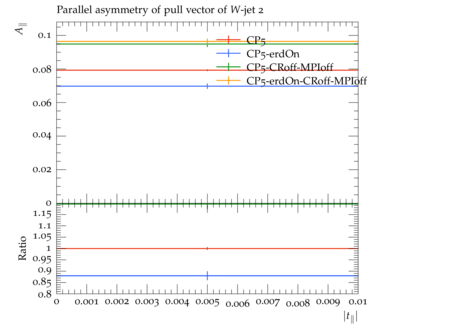 Parallel asymmetry of pull vector of W-jet 2
A∥
0.1
0.08
0.06
0.04
0.02
0
CP5
CP5-erdOn
CP5-CRoff-MPIoff
CP5-erdOn-CRoff-MPIoff
Ratio
1.15
1.1
1.05
1
0.95
0.9
0.85
0.8
0 0.001 0.002 0.003 0.004 0.005 0.006 0.007 0.008 0.009 0.01
|t∥|